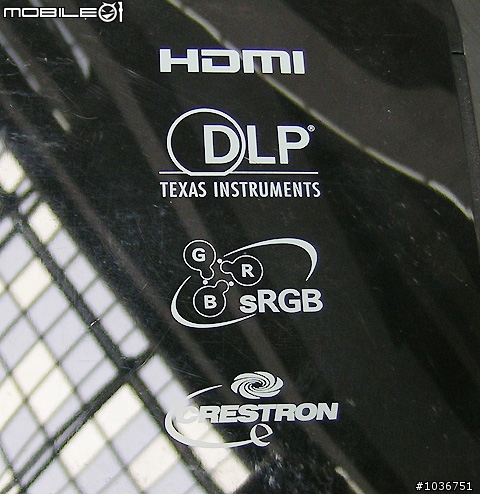 MOBILE01
HDMI
DLP®
TEXAS INSTRUMENTS
G
R
B
sRGB
CRESTRON
e
#1036751